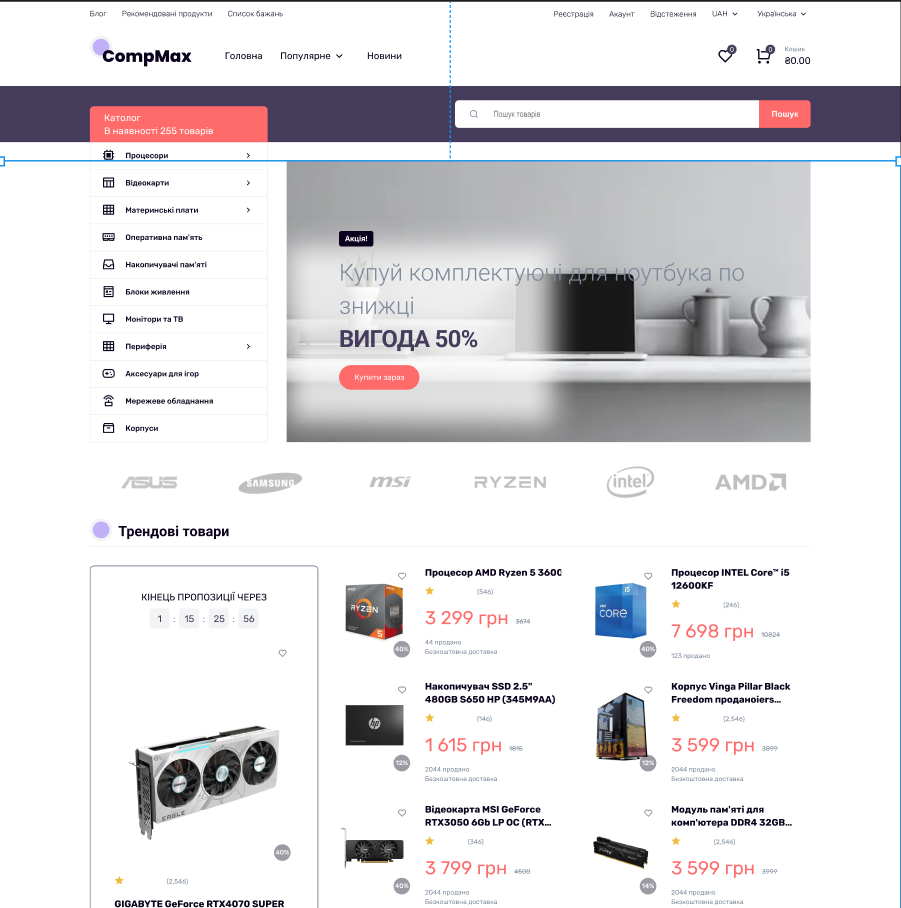 Блог Рекомендовані продукти Список бажань
Реєстрація Акаунт Відстеження UAH Українська
CompMax
Головна Популярне Новини
0 0 Кошик
₴0.00
Католог
В наявності 255 товарів
Пошук товарів Пошук
Процесори
Відеокарти
Материнські плати
Оперативна пам'ять
Накопичувачі пам'яті
Блоки живлення
Монітори та ТВ
Периферія
Аксесуари для ігор
Мережеве обладнання
Корпуси
Акція!
Купуй комплектуючі для ноутбука по
знижці
ВИГОДА 50%
Купити зараз
ASUS SAMSUNG msi RYZEN intel AMD
Трендові товари
КІНЕЦЬ ПРОПОЗИЦІЇ ЧЕРЕЗ
1 : 15 : 25 : 56
EAGLE
40%
(2,546)
GIGABYTE GeForce RTX4070 SUPER
RYZEN
5
40%
Процесор AMD Ryzen 5 3600
(546)
3 299 грн 3674
44 продано
Безкоштовна доставка
i5
intel
CORE
40%
Процесор INTEL Core™ i5
12600KF
(246)
7 698 грн 10824
123 продано
hp
12%
Накопичувач SSD 2.5"
480GB S650 HP (345M9AA)
(146)
1 615 грн 1816
2044 продано
Безкоштовна доставка
12%
Корпус Vinga Pillar Black
Freedom проданоiers...
(2,546)
3 599 грн 3899
2044 продано
Безкоштовна доставка
40%
Відеокарта MSI GeForce
RTX3050 6Gb LP OC (RTX...
(346)
3 799 грн 4500
2044 продано
Безкоштовна доставка
14%
Модуль пам'яті для
комп'ютера DDR4 32GB...
(2,546)
3 599 грн 3999
2044 продано
Безкоштовна доставка